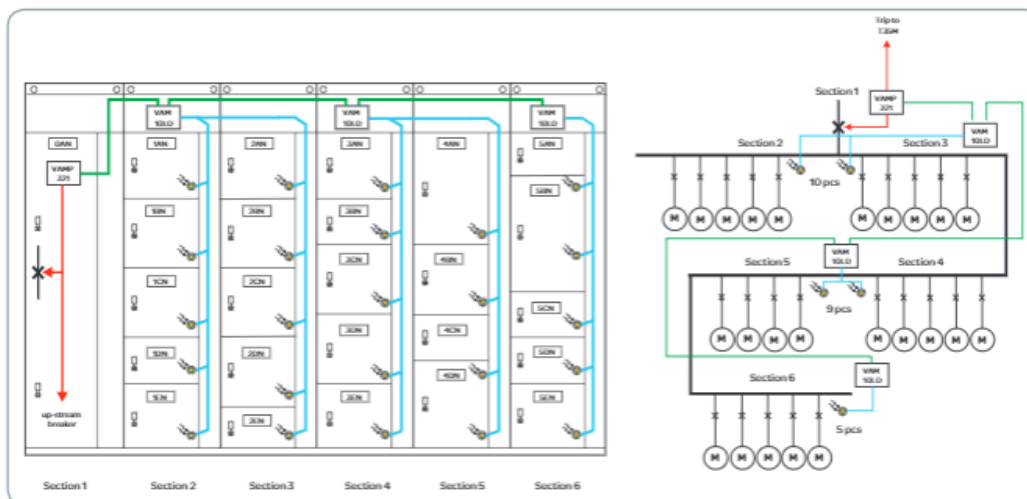 VAM
10LD
VAM
10LD
VAM
10LD
0AN
1AN
2AN
3AN
4AN
5AN
VAMP
321
5BN
1BN
2BN
3BN
4BN
1CN
2CN
3CN
5CN
4CN
3DN
1DN
2DN
5DN
4DN
1EN
3EN
5EN
2EN
up-stream
breaker
Section 1
Section 2
Section 3
Section 4
Section 5
Section 6
Trip to
Section 1
VAMP
321
VAM
10LD
Section 2
Section 3
10 pcs
M M M M M
M M M M M
VAM
10LD
Section 5
Section 4
9 pcs
M M M M
M M M M M
VAM
10LD
Section 6
5 pcs
M M M M M